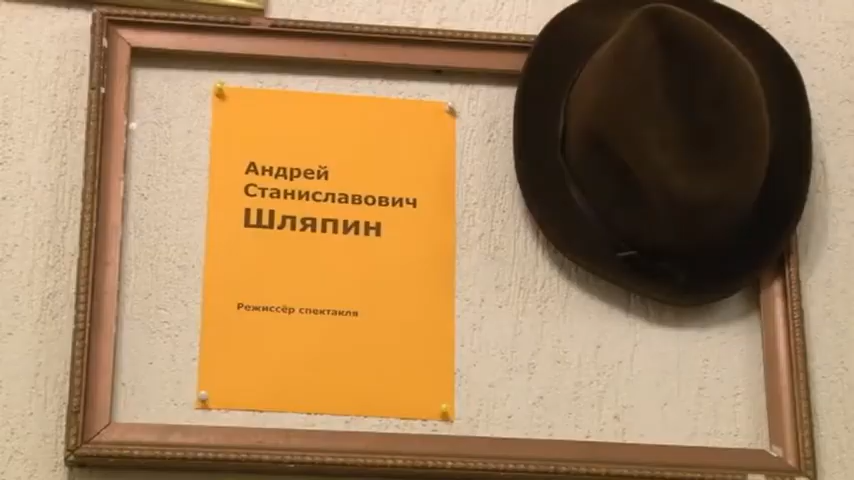 Андрей
Станиславович
Шляпин
Режиссёр спектакля